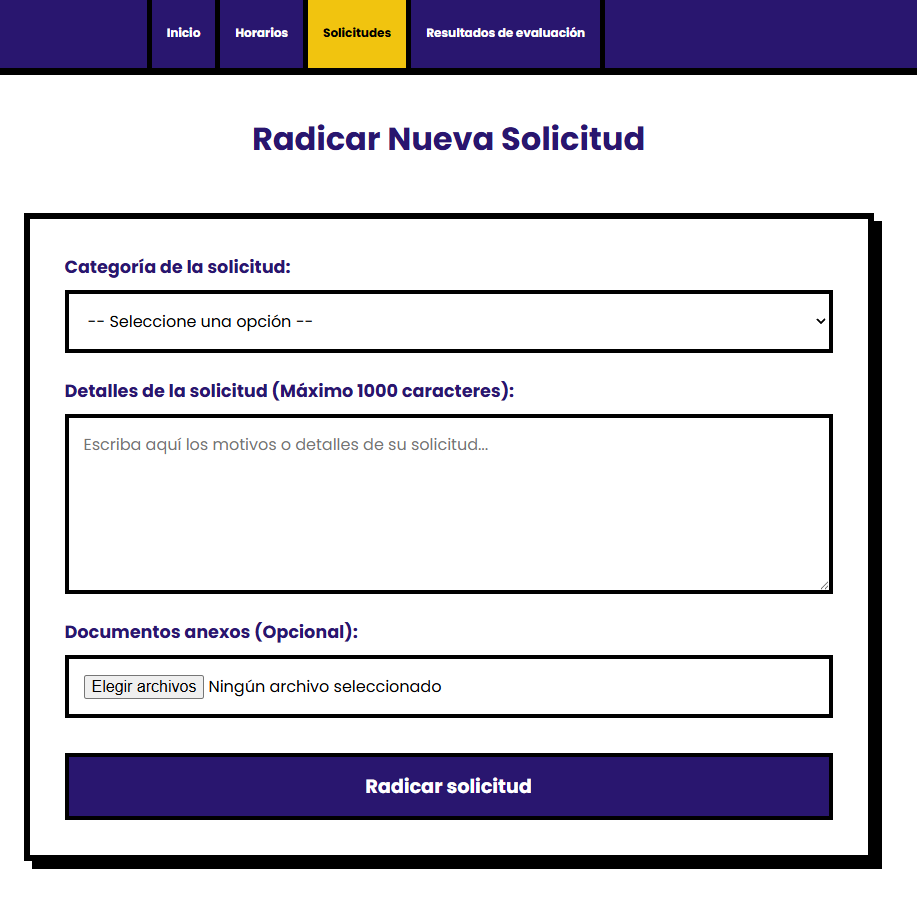 Inicio Horarios Solicitudes Resultados de evaluación
Radicar Nueva Solicitud
Categoría de la solicitud:
-- Seleccione una opción --
Detalles de la solicitud (Máximo 1000 caracteres):
Escriba aquí los motivos o detalles de su solicitud...
Documentos anexos (Opcional):
Elegir archivos Ningún archivo seleccionado
Radicar solicitud